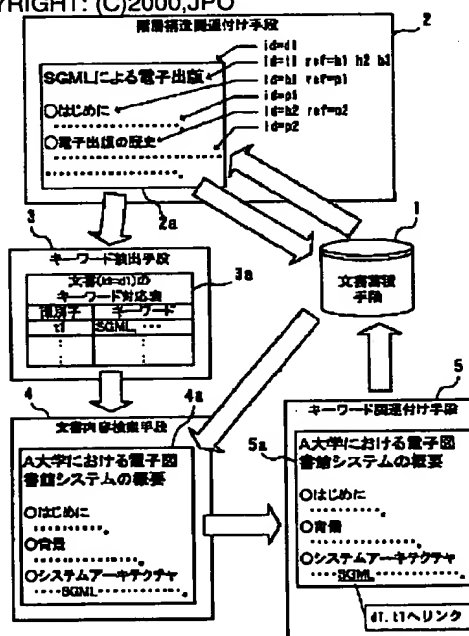 COPYRIGHT: (C)2000,JPO
階層構造関連付け手段
2
id=d1
id=t1 ref=h1 h2 h3
id=h1 ref=p1
id=p1
id=h2 ref=p2
id=p2
SGMLによる電子出版
○はじめに
○電子出版の歴史
2a
3
キーワード抽出手段
3a
文書(id=d1)の
キーワード対応表
識別子 キーワード
t1 SGML, …
1
文書蓄積
手段
4
文書内容検索手段
4a
A大学における電子図
書館システムの概要
○はじめに
○背景
○システムアーキテクチャ
····SGML
5
キーワード関連付け手段
5a
A大学における電子図
書館システムの概要
○はじめに
○背景
○システムアーキテクチャ
····SGML
d1.t1へリンク